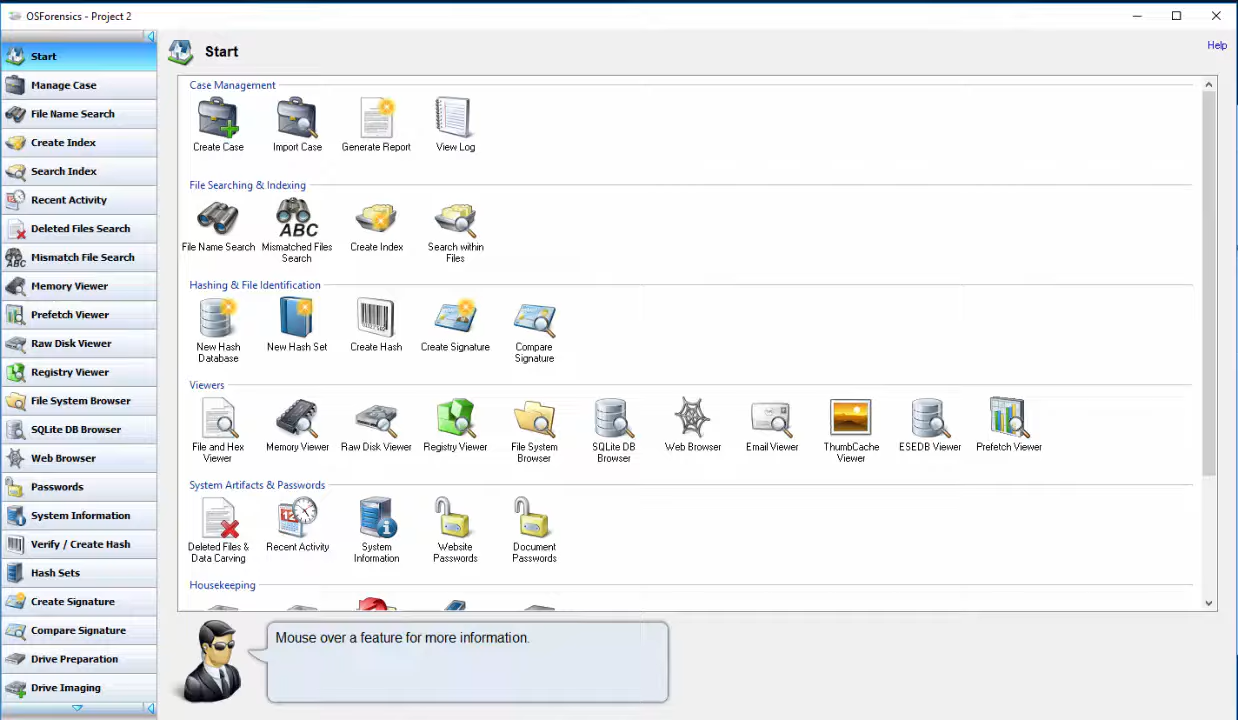 OSForensics - Project 2
Help
Start
Manage Case
File Name Search
Create Index
Search Index
Recent Activity
Deleted Files Search
Mismatch File Search
Memory Viewer
Prefetch Viewer
Raw Disk Viewer
Registry Viewer
File System Browser
SQLite DB Browser
Web Browser
Passwords
System Information
Verify / Create Hash
Hash Sets
Create Signature
Compare Signature
Drive Preparation
Drive Imaging
Start
Case Management
Create Case
Import Case
Generate Report
View Log
File Searching & Indexing
File Name Search
ABC
Mismatched Files
Search
Create Index
Search within
Files
Hashing & File Identification
New Hash
Database
New Hash Set
Create Hash
Create Signature
Compare
Signature
Viewers
File and Hex
Viewer
Memory Viewer
Raw Disk Viewer
Registry Viewer
File System
Browser
SQLite DB
Browser
Web Browser
Email Viewer
ThumbCache
Viewer
ESEDB Viewer
Prefetch Viewer
System Artifacts & Passwords
Deleted Files &
Data Carving
Recent Activity
System
Information
Website
Passwords
Document
Passwords
Housekeeping
Mouse over a feature for more information.